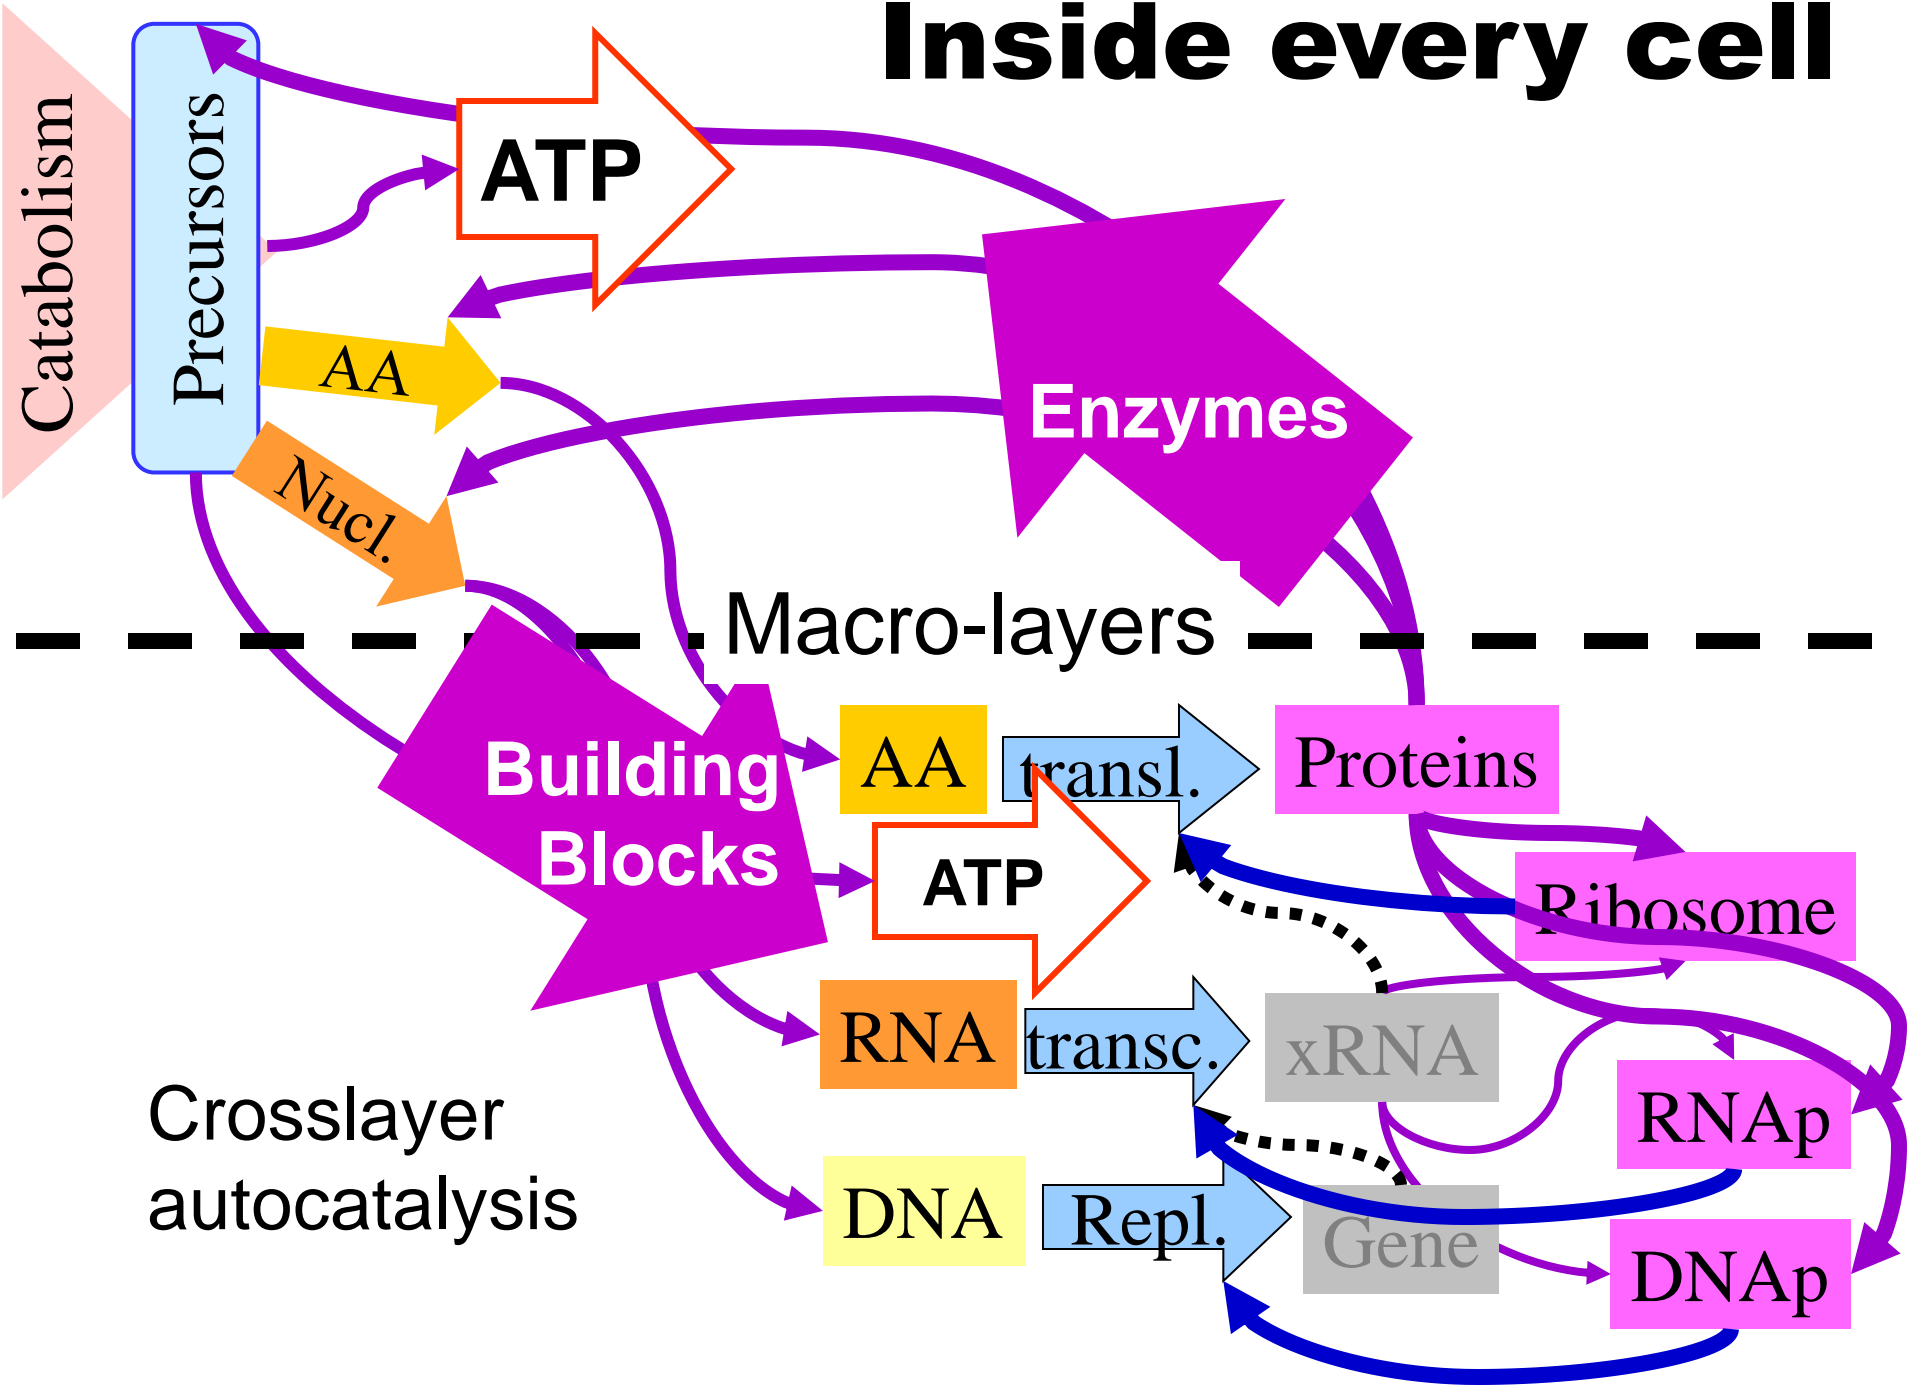 Inside every cell
Catabolism
Precursors
ATP
AA
Nucl.
Enzymes
Macro-layers
Building
Blocks
AA
transl.
Proteins
ATP
Ribosome
RNA
transc.
xRNA
RNAp
Crosslayer
autocatalysis
DNA
Repl.
Gene
DNAp